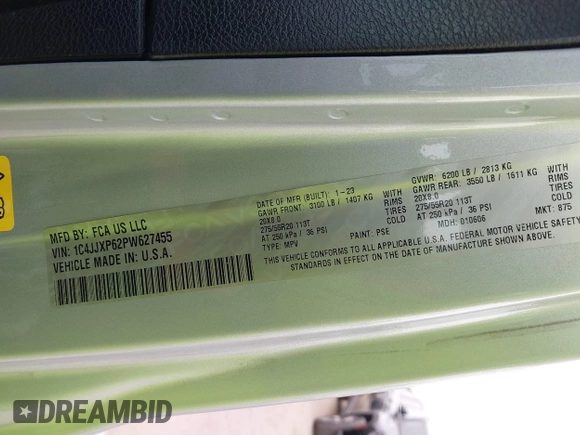 MFD BY: FCA US LLC
VIN: 1C4JJXP62PW627455
VEHICLE MADE IN: U.S.A.
DATE OF MFR (BUILT): 1-23
GAWR FRONT: 3100 LB / 1407 KG WITH
20X8.0 RIMS
275/55R20 113T TIRES
AT 250 kPa / 36 PSI COLD
TYPE: MPV PAINT: PSE
GVWR: 6200 LB / 2813 KG
GAWR REAR: 3550 LB / 1611 KG WITH
20X8.0 RIMS
275/55R20 113T TIRES
AT 250 kPa / 36 PSI COLD
MDH: 010606 MKT: 875
THIS VEHICLE CONFORMS TO ALL APPLICABLE U.S.A. FEDERAL MOTOR VEHICLE SAFETY
STANDARDS IN EFFECT ON THE DATE OF MANUFACTURE SHOWN ABOVE.
DREAMBID